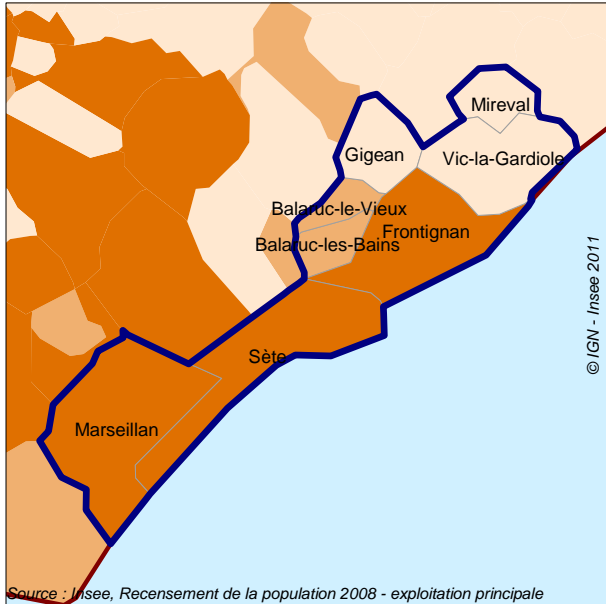 Mireval
Gigean
Vic-la-Gardiole
Balaruc-le-Vieux
Frontignan
Balaruc-les-Bains
Sète
Marseillan
© IGN - Insee 2011
Source : Insee, Recensement de la population 2008 - exploitation principale